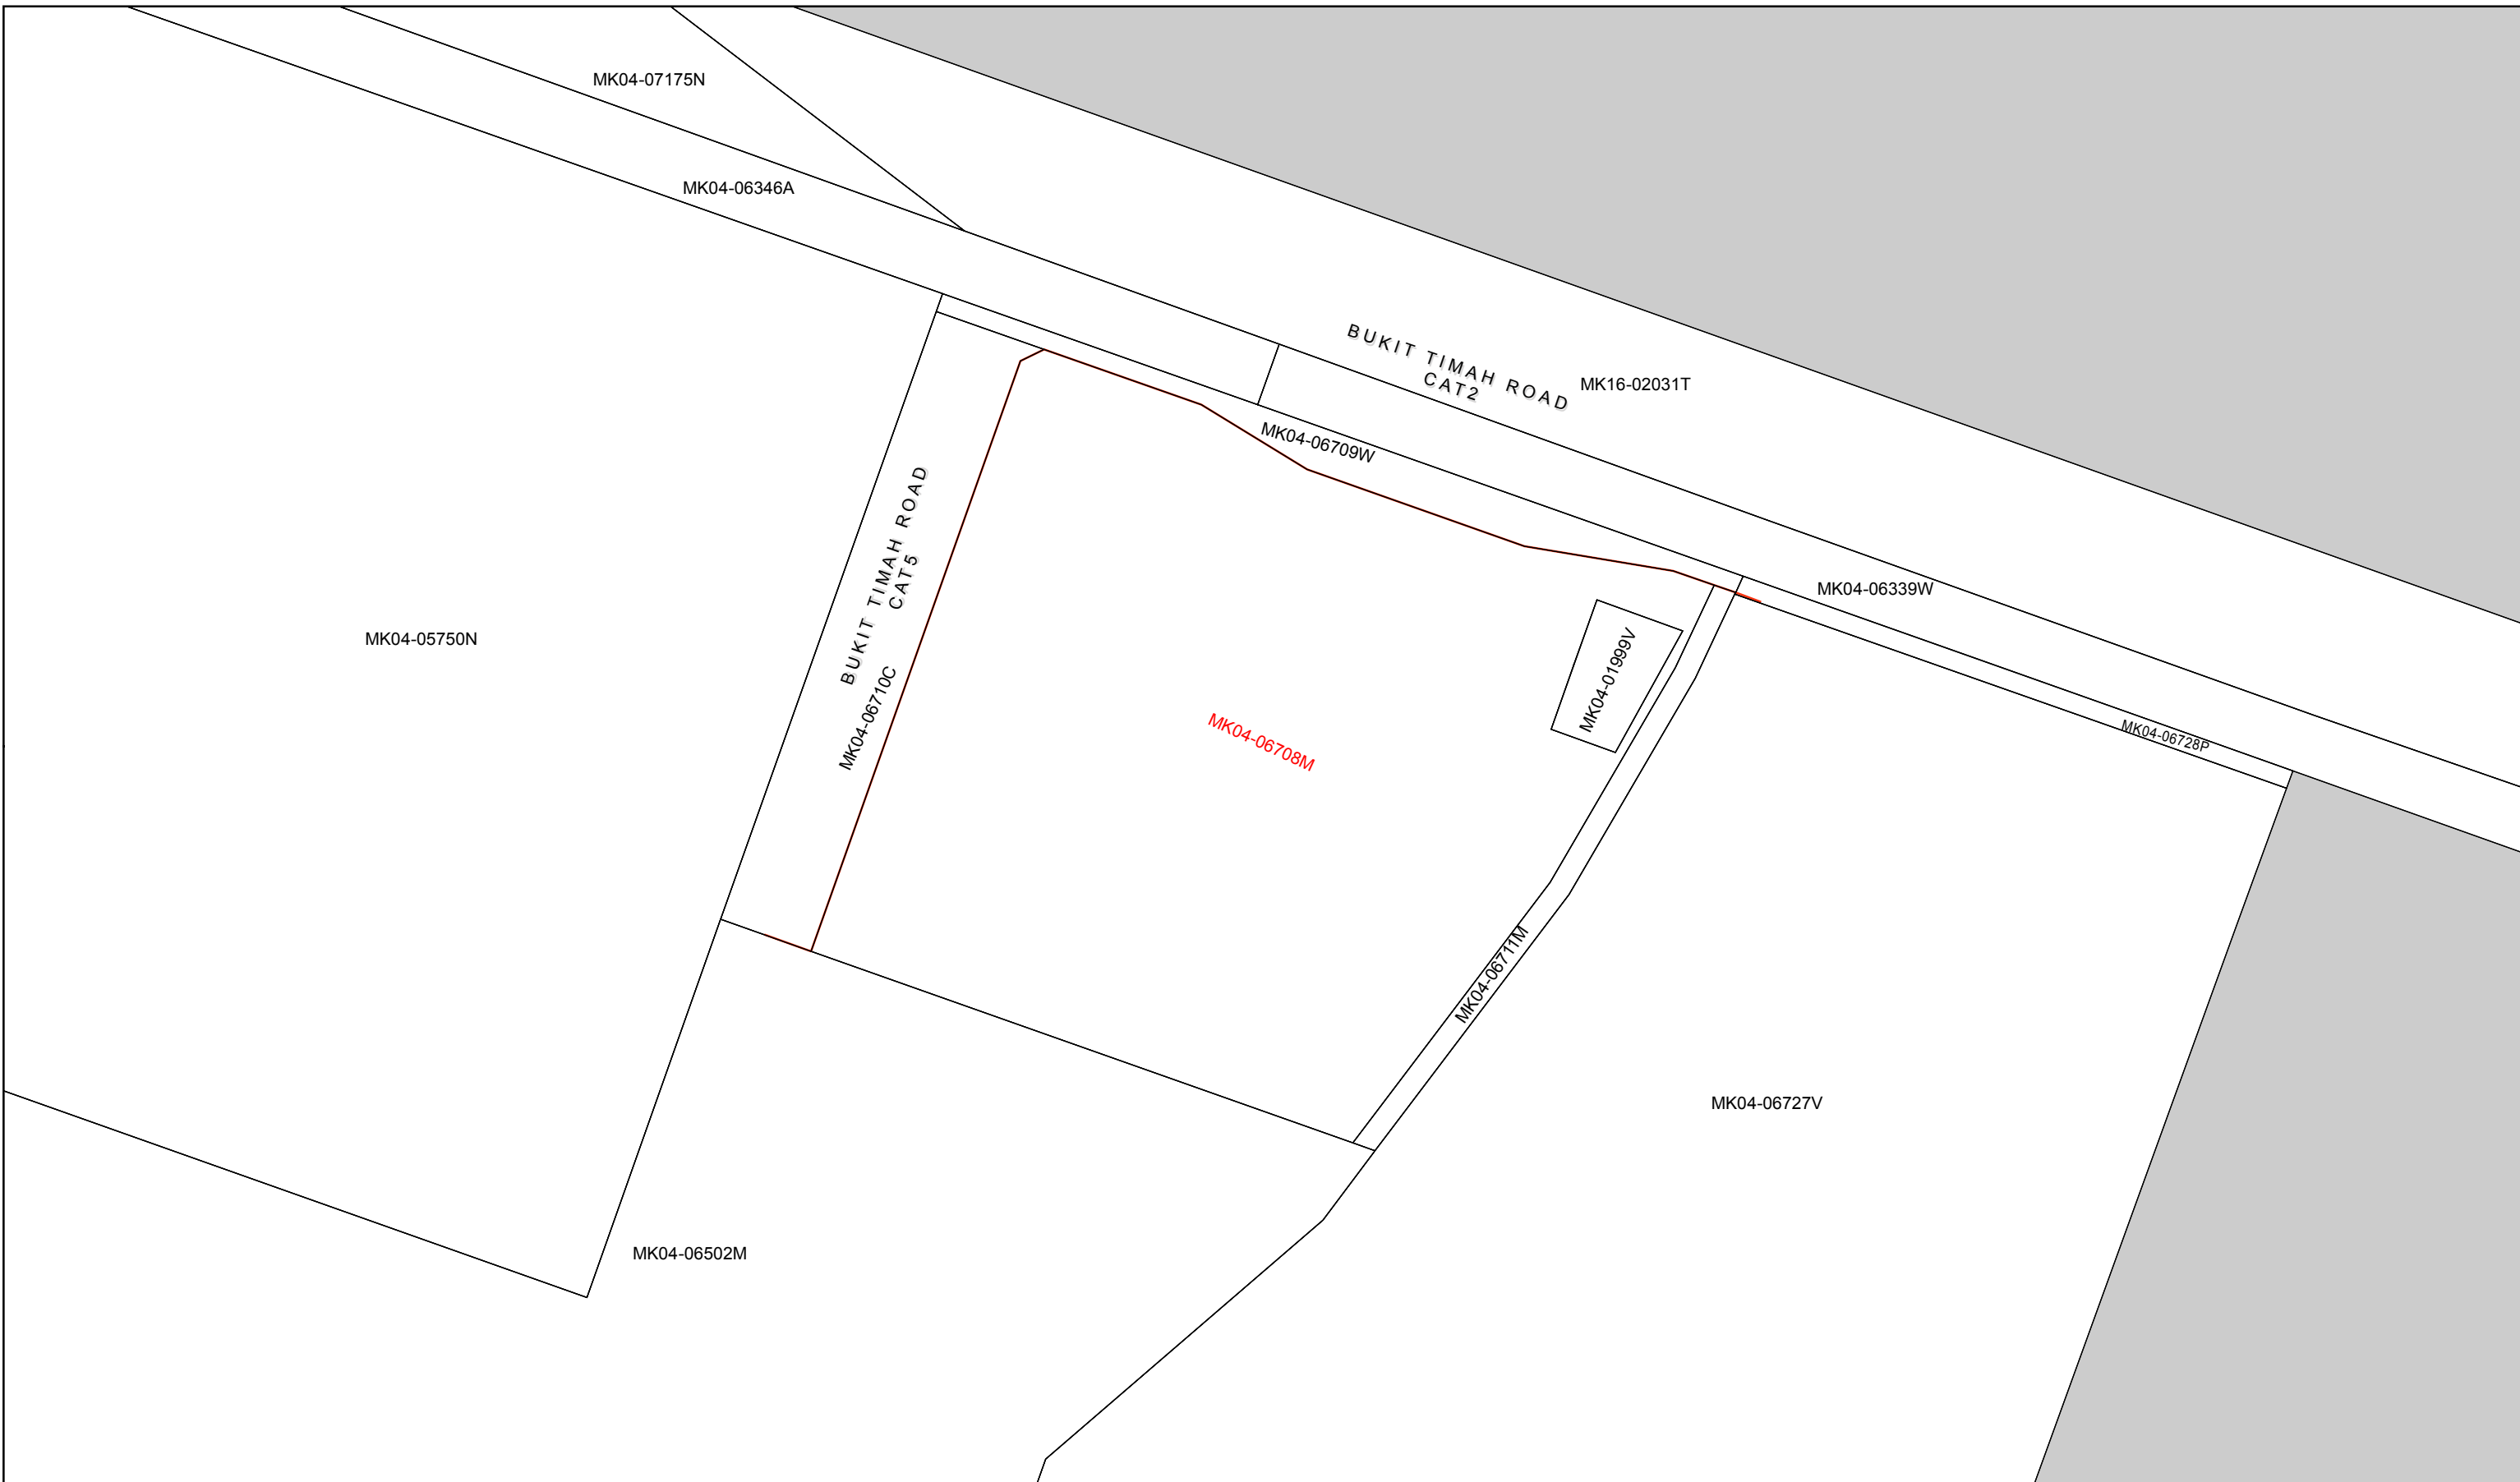 MK04-07175N
MK04-06346A
BUKIT TIMAH ROAD
CAT2
MK16-02031T
MK04-06709W
BUKIT TIMAH ROAD
CAT5
MK04-06339W
MK04-05750N
MK04-01999V
MK04-06710C
MK04-06708M
MK04-06728P
MK04-06711M
MK04-06727V
MK04-06502M